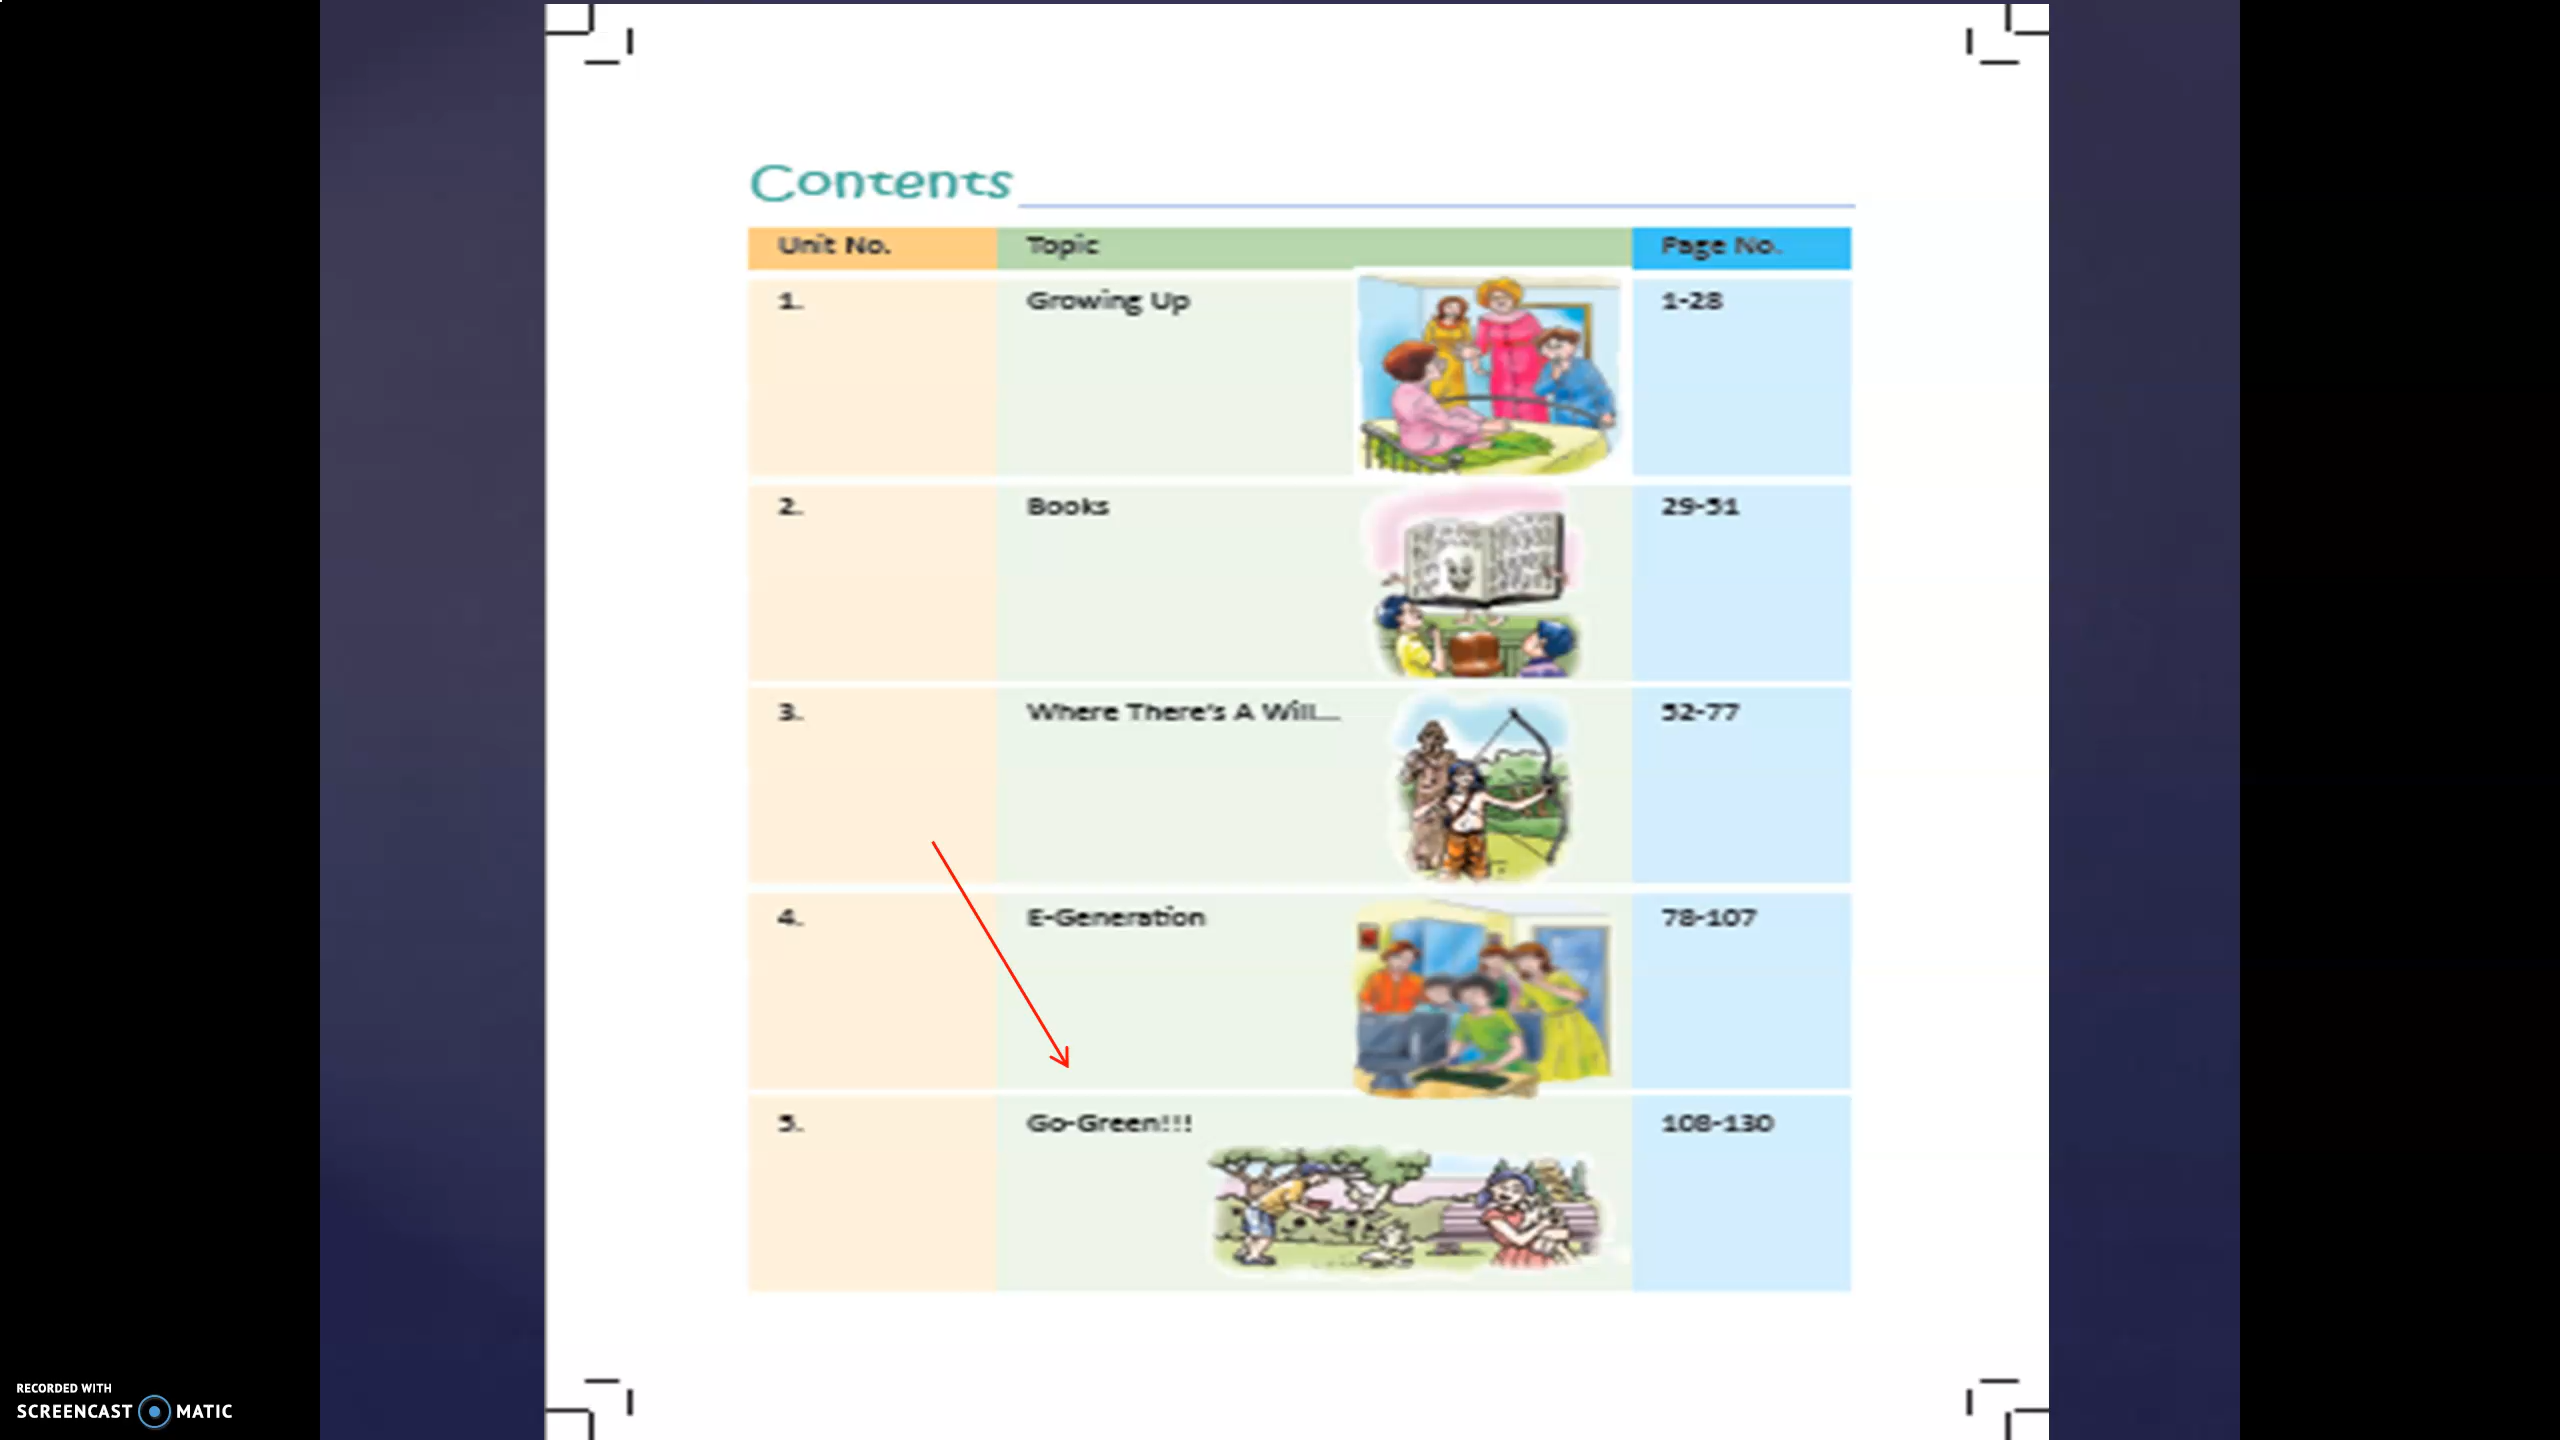 Contents
Unit No. Topic Page No.
1. Growing Up 1-28
2. Books 29-51
3. Where There's A Will... 52-77
4. E-Generation 78-107
5. Go-Green!!! 108-130
RECORDED WITH
SCREENCAST MATIC